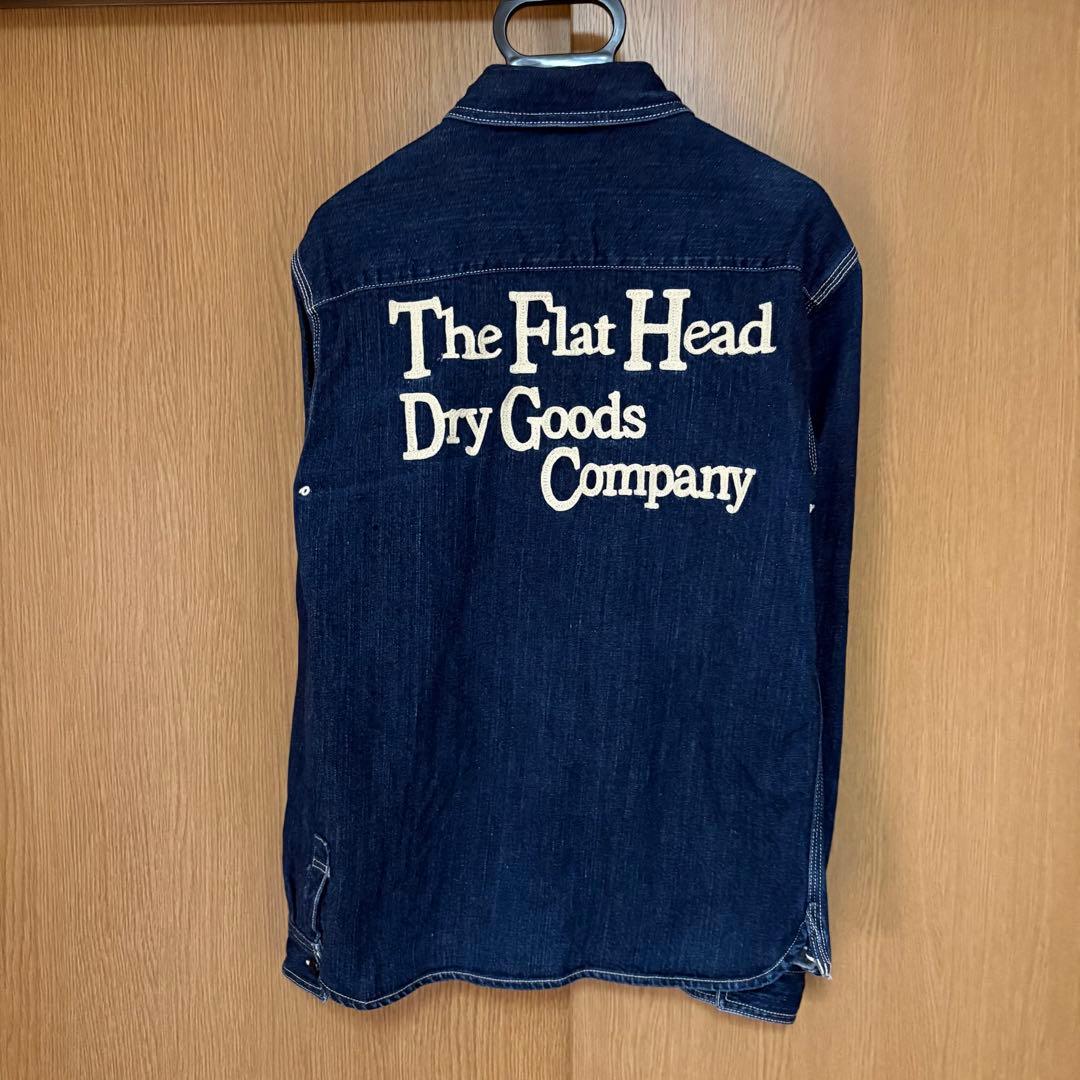 The Flat Head
Dry Goods
Company